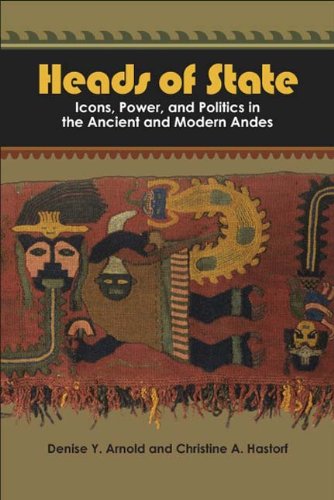 Heads of State
Icons, Power, and Politics in
the Ancient and Modern Andes
Denise Y. Arnold and Christine A. Hastorf